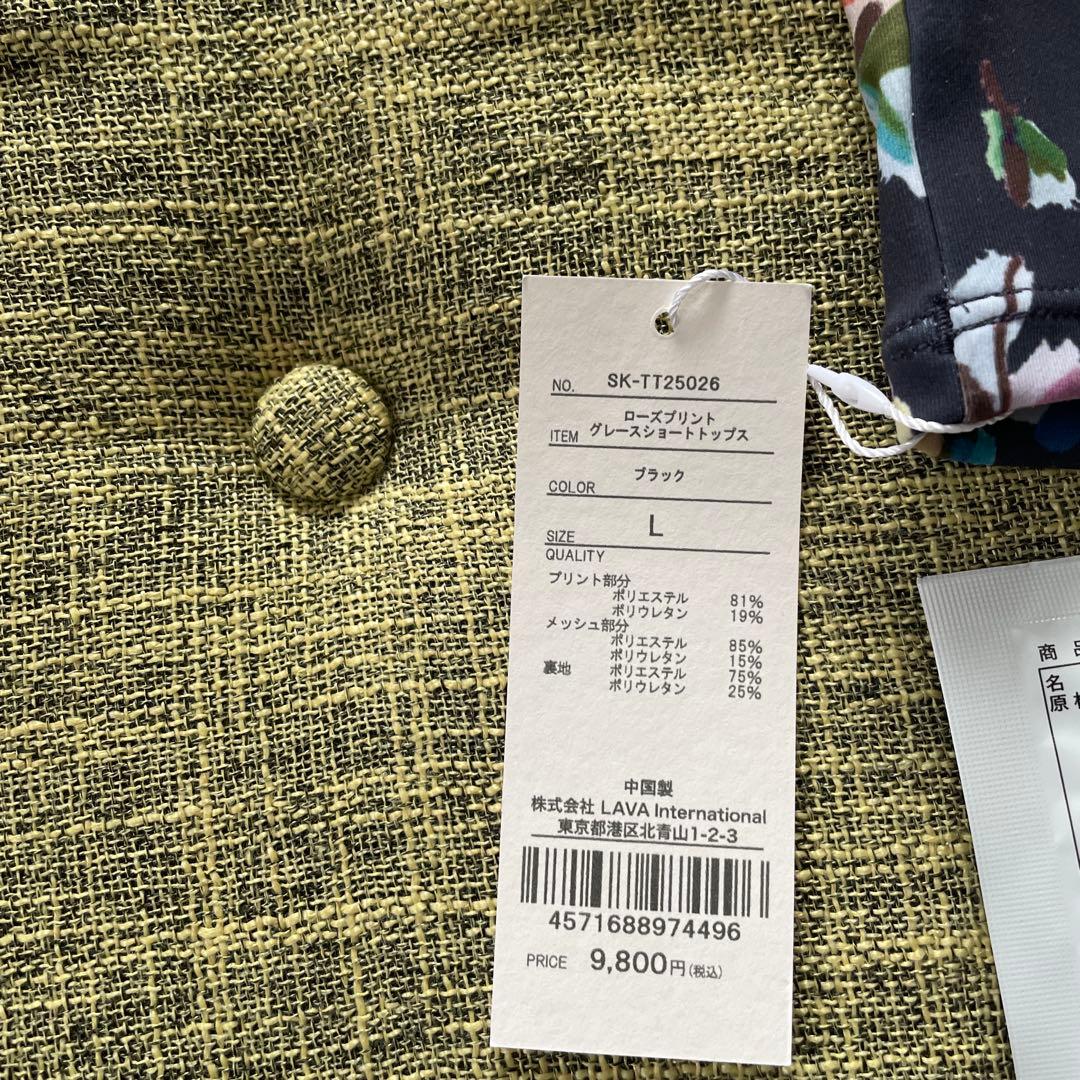 NO. SK-TT25026
ローズプリント
ITEM グレースショートトップス
COLOR ブラック
SIZE L
QUALITY
プリント部分
ポリエステル 81%
ポリウレタン 19%
メッシュ部分
ポリエステル 85%
ポリウレタン 15%
裏地 ポリエステル 75%
ポリウレタン 25%
中国製
株式会社 LAVA International
東京都港区北青山1-2-3
4571688974496
PRICE 9,800円(税込)
商
名
原